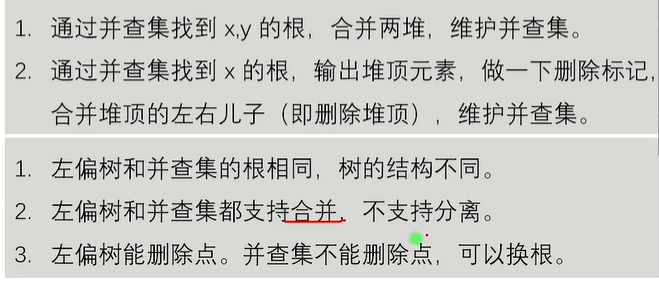 1. 通过并查集找到 x,y 的根，合并两堆，维护并查集。
2. 通过并查集找到 x 的根，输出堆顶元素，做一下删除标记，
合并堆顶的左右儿子（即删除堆顶），维护并查集。
1. 左偏树和并查集的根相同，树的结构不同。
2. 左偏树和并查集都支持合并，不支持分离。
3. 左偏树能删除点。并查集不能删除点，可以换根。